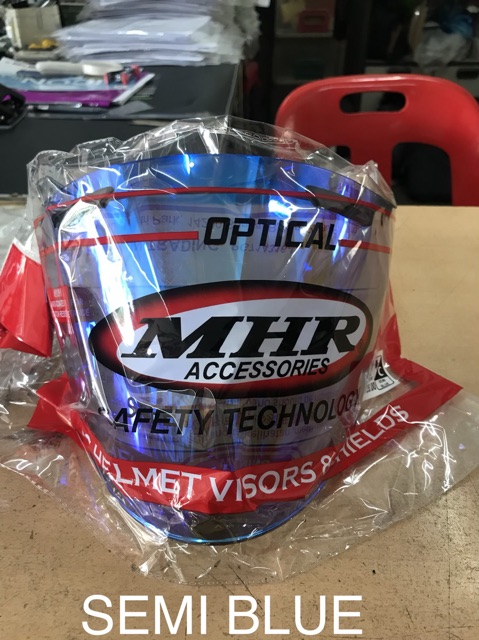 OPTICAL
MHR
ACCESSORIES
SAFETY TECHNOLOGY
HELMET VISORS & SHIELDS
SEMI BLUE